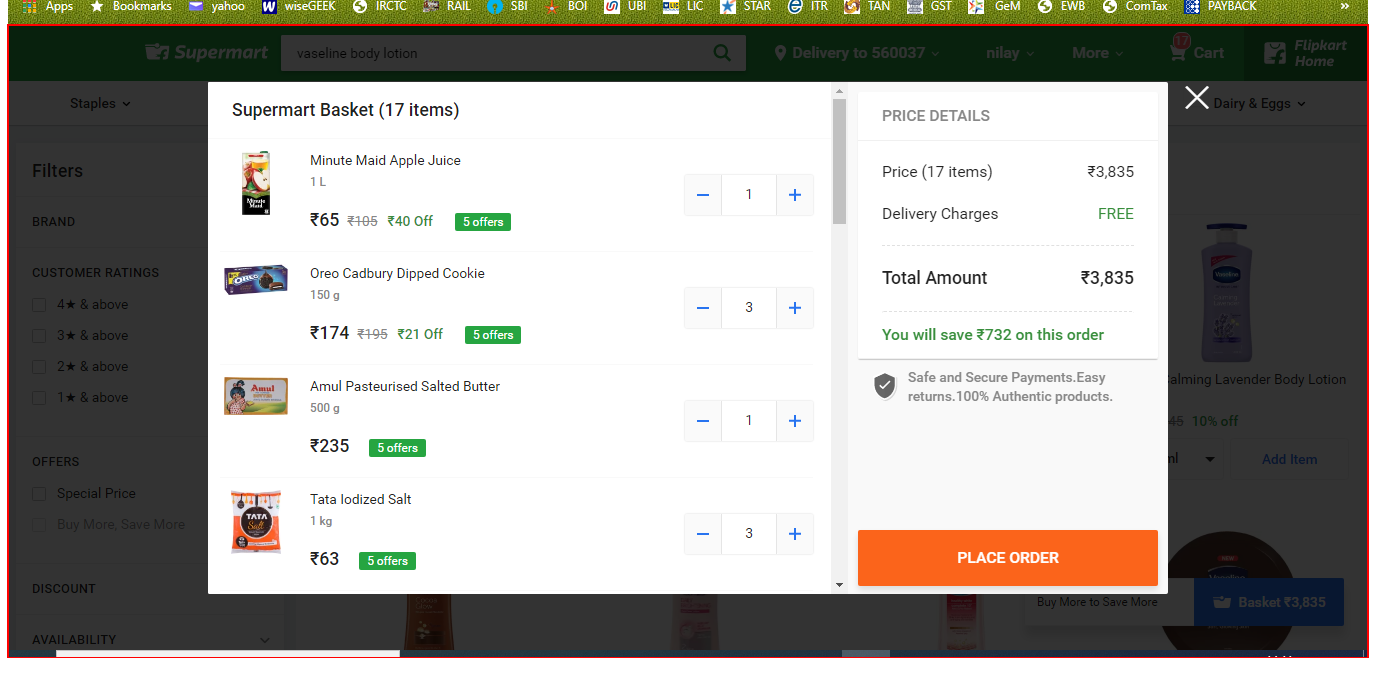 Apps Bookmarks yahoo wiseGEEK IRCTC RAIL SBI BOI UBI LIC STAR ITR TAN GST GeM EWB ComTax PAYBACK »
Supermart vaseline body lotion Delivery to 560037 nilay More 17 Cart Flipkart
Home
Staples Dairy & Eggs
Supermart Basket (17 items)
Minute Maid Apple Juice
1 L
₹65 ₹105 ₹40 Off 5 offers
− 1 +
Oreo Cadbury Dipped Cookie
150 g
₹174 ₹195 ₹21 Off 5 offers
− 3 +
Amul Pasteurised Salted Butter
500 g
₹235 5 offers
− 1 +
Tata Iodized Salt
1 kg
₹63 5 offers
− 3 +
PRICE DETAILS
Price (17 items) ₹3,835
Delivery Charges FREE
Total Amount ₹3,835
You will save ₹732 on this order
Safe and Secure Payments.Easy
returns.100% Authentic products.
PLACE ORDER
Filters
BRAND
CUSTOMER RATINGS
4★ & above
3★ & above
2★ & above
1★ & above
OFFERS
Special Price
Buy More, Save More
DISCOUNT
AVAILABILITY
Minute
Maid
OREO
Amul
TATA
Salt
Vaseline
Calming Lavender Body Lotion
45 10% off
ml Add Item
Buy More to Save More
Basket ₹3,835